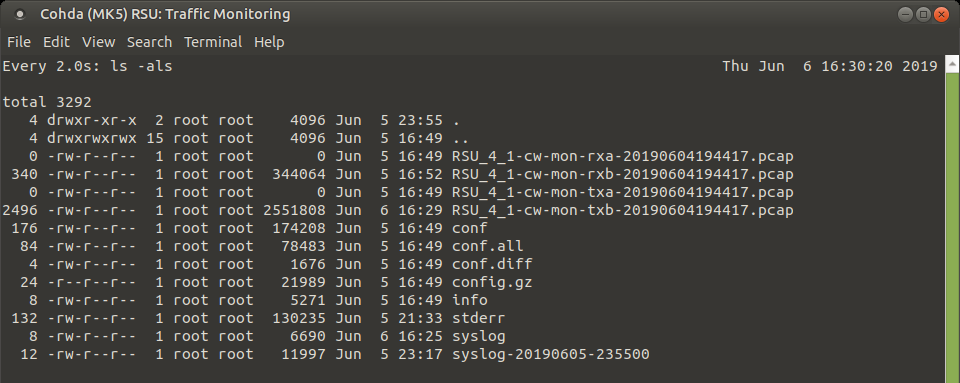 Cohda (MK5) RSU: Traffic Monitoring
File Edit View Search Terminal Help
Every 2.0s: ls -als Thu Jun  6 16:30:20 2019
total 3292
   4 drwxr-xr-x  2 root root    4096 Jun  5 23:55 .
   4 drwxrwxrwx 15 root root    4096 Jun  5 16:49 ..
   0 -rw-r--r--  1 root root       0 Jun  5 16:49 RSU_4_1-cw-mon-rxa-20190604194417.pcap
 340 -rw-r--r--  1 root root  344064 Jun  5 16:52 RSU_4_1-cw-mon-rxb-20190604194417.pcap
   0 -rw-r--r--  1 root root       0 Jun  5 16:49 RSU_4_1-cw-mon-txa-20190604194417.pcap
2496 -rw-r--r--  1 root root 2551808 Jun  6 16:29 RSU_4_1-cw-mon-txb-20190604194417.pcap
 176 -rw-r--r--  1 root root  174208 Jun  5 16:49 conf
  84 -rw-r--r--  1 root root   78483 Jun  5 16:49 conf.all
   4 -rw-r--r--  1 root root    1676 Jun  5 16:49 conf.diff
  24 -r--r--r--  1 root root   21989 Jun  5 16:49 config.gz
   8 -rw-r--r--  1 root root    5271 Jun  5 16:49 info
 132 -rw-r--r--  1 root root  130235 Jun  5 21:33 stderr
   8 -rw-r--r--  1 root root    6690 Jun  6 16:25 syslog
  12 -rw-r--r--  1 root root   11997 Jun  5 23:17 syslog-20190605-235500